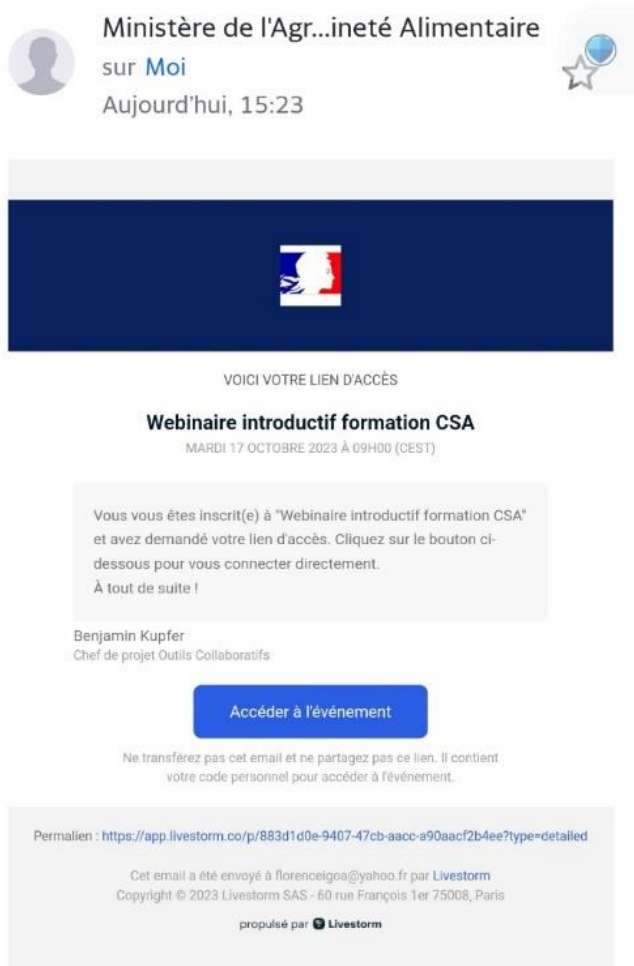 Ministère de l'Agr...ineté Alimentaire
sur Moi
Aujourd'hui, 15:23
VOICI VOTRE LIEN D'ACCÈS
Webinaire introductif formation CSA
MARDI 17 OCTOBRE 2023 À 09H00 (CEST)
Vous vous êtes inscrit(e) à "Webinaire introductif formation CSA"
et avez demandé votre lien d'accès. Cliquez sur le bouton ci-
dessous pour vous connecter directement.
À tout de suite !
Benjamin Kupfer
Chef de projet Outils Collaboratifs
Accéder à l'événement
Ne transférez pas cet email et ne partagez pas ce lien. Il contient
votre code personnel pour accéder à l'événement.
Permalien : https://app.livestorm.co/p/883d1d0e-9407-47cb-aacc-a90aacf2b4ee?type=detailed
Cet email a été envoyé à florenceigoa@yahoo.fr par Livestorm
Copyright © 2023 Livestorm SAS - 60 rue François 1er 75008, Paris
propulsé par Livestorm